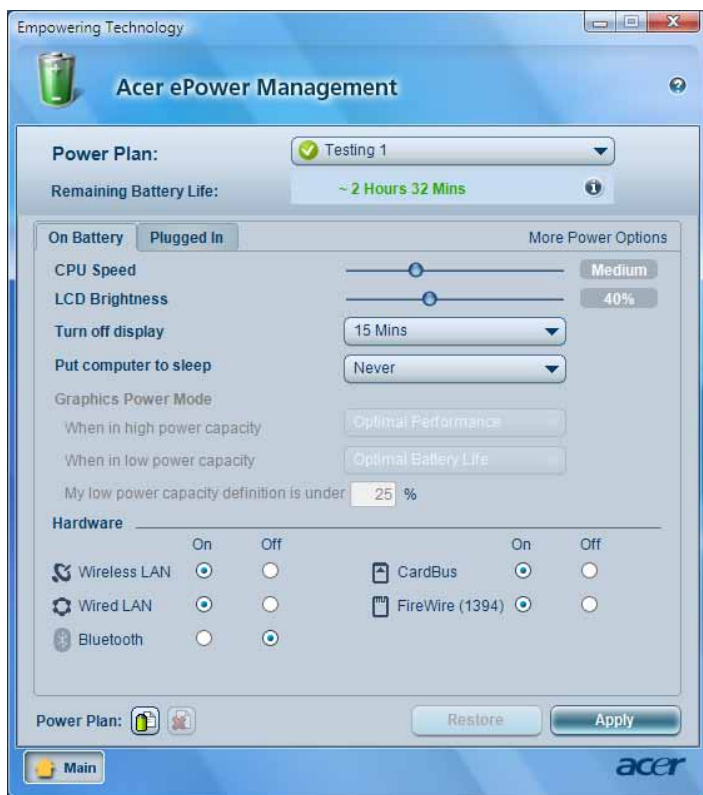 Empowering Technology
Acer ePower Management
Power Plan: Testing 1
Remaining Battery Life: ~ 2 Hours 32 Mins
On Battery Plugged In More Power Options
CPU Speed Medium
LCD Brightness 40%
Turn off display 15 Mins
Put computer to sleep Never
Graphics Power Mode
When in high power capacity Optimal Performance
When in low power capacity Optimal Battery Life
My low power capacity definition is under 25 %
Hardware
On Off On Off
Wireless LAN CardBus
Wired LAN FireWire (1394)
Bluetooth
Power Plan: Restore Apply
Main acer